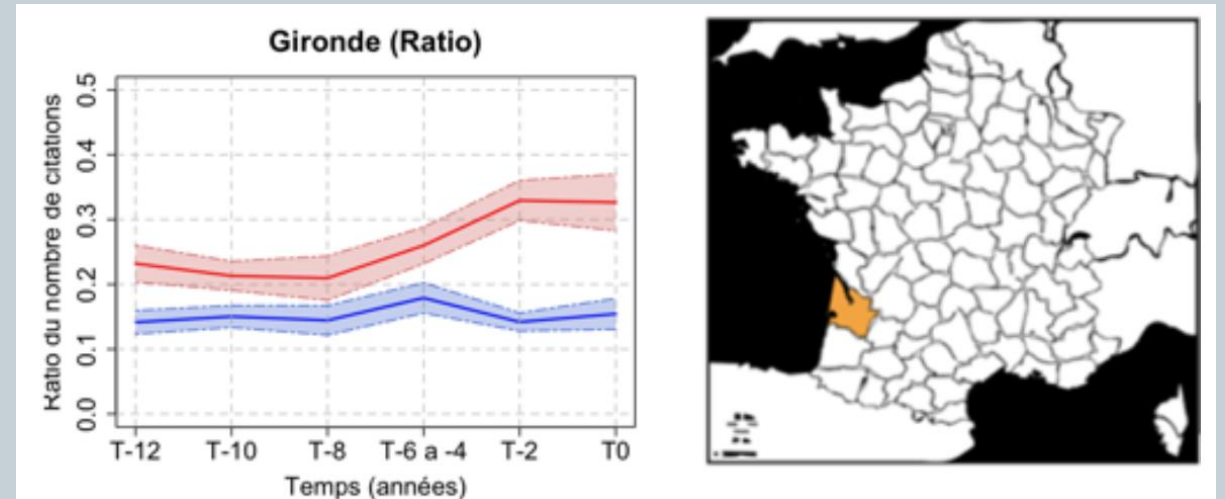 Gironde (Ratio)
Ratio du nombre de citations
0.5
0.4
0.3
0.2
0.1
0.0
T-12 T-10 T-8 T-6 a -4 T-2 T0
Temps (années)